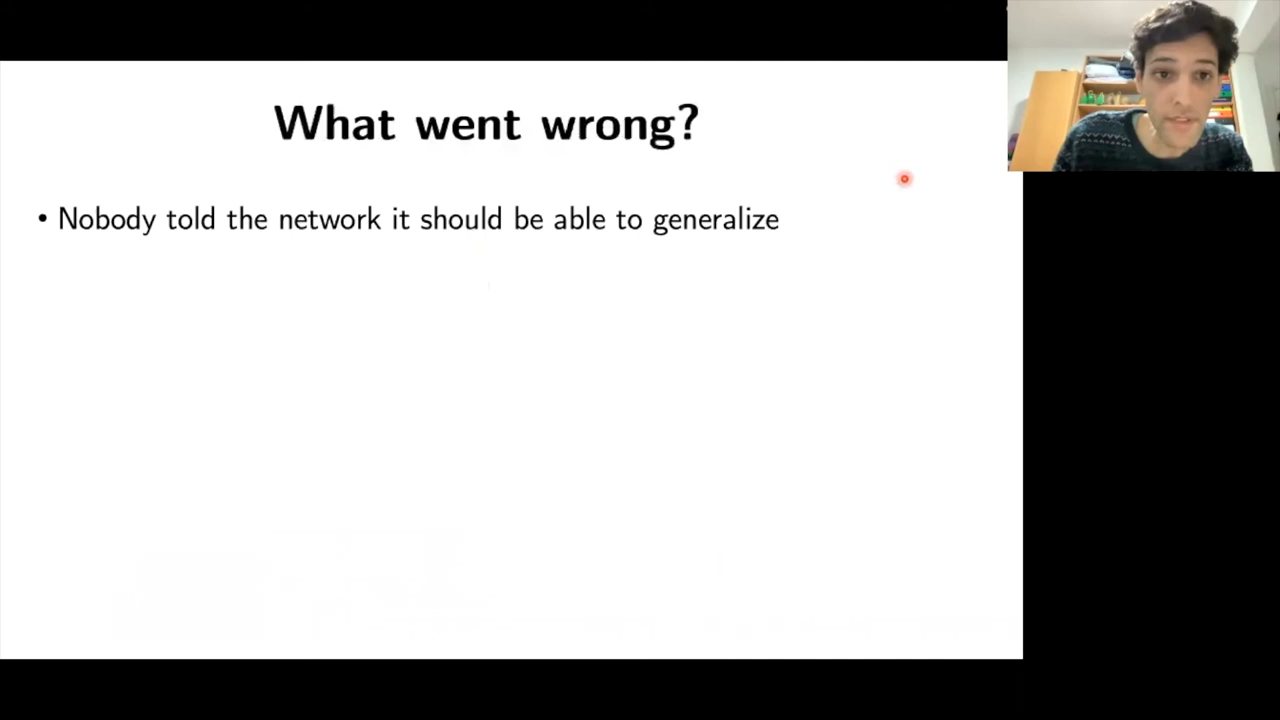 What went wrong?
• Nobody told the network it should be able to generalize